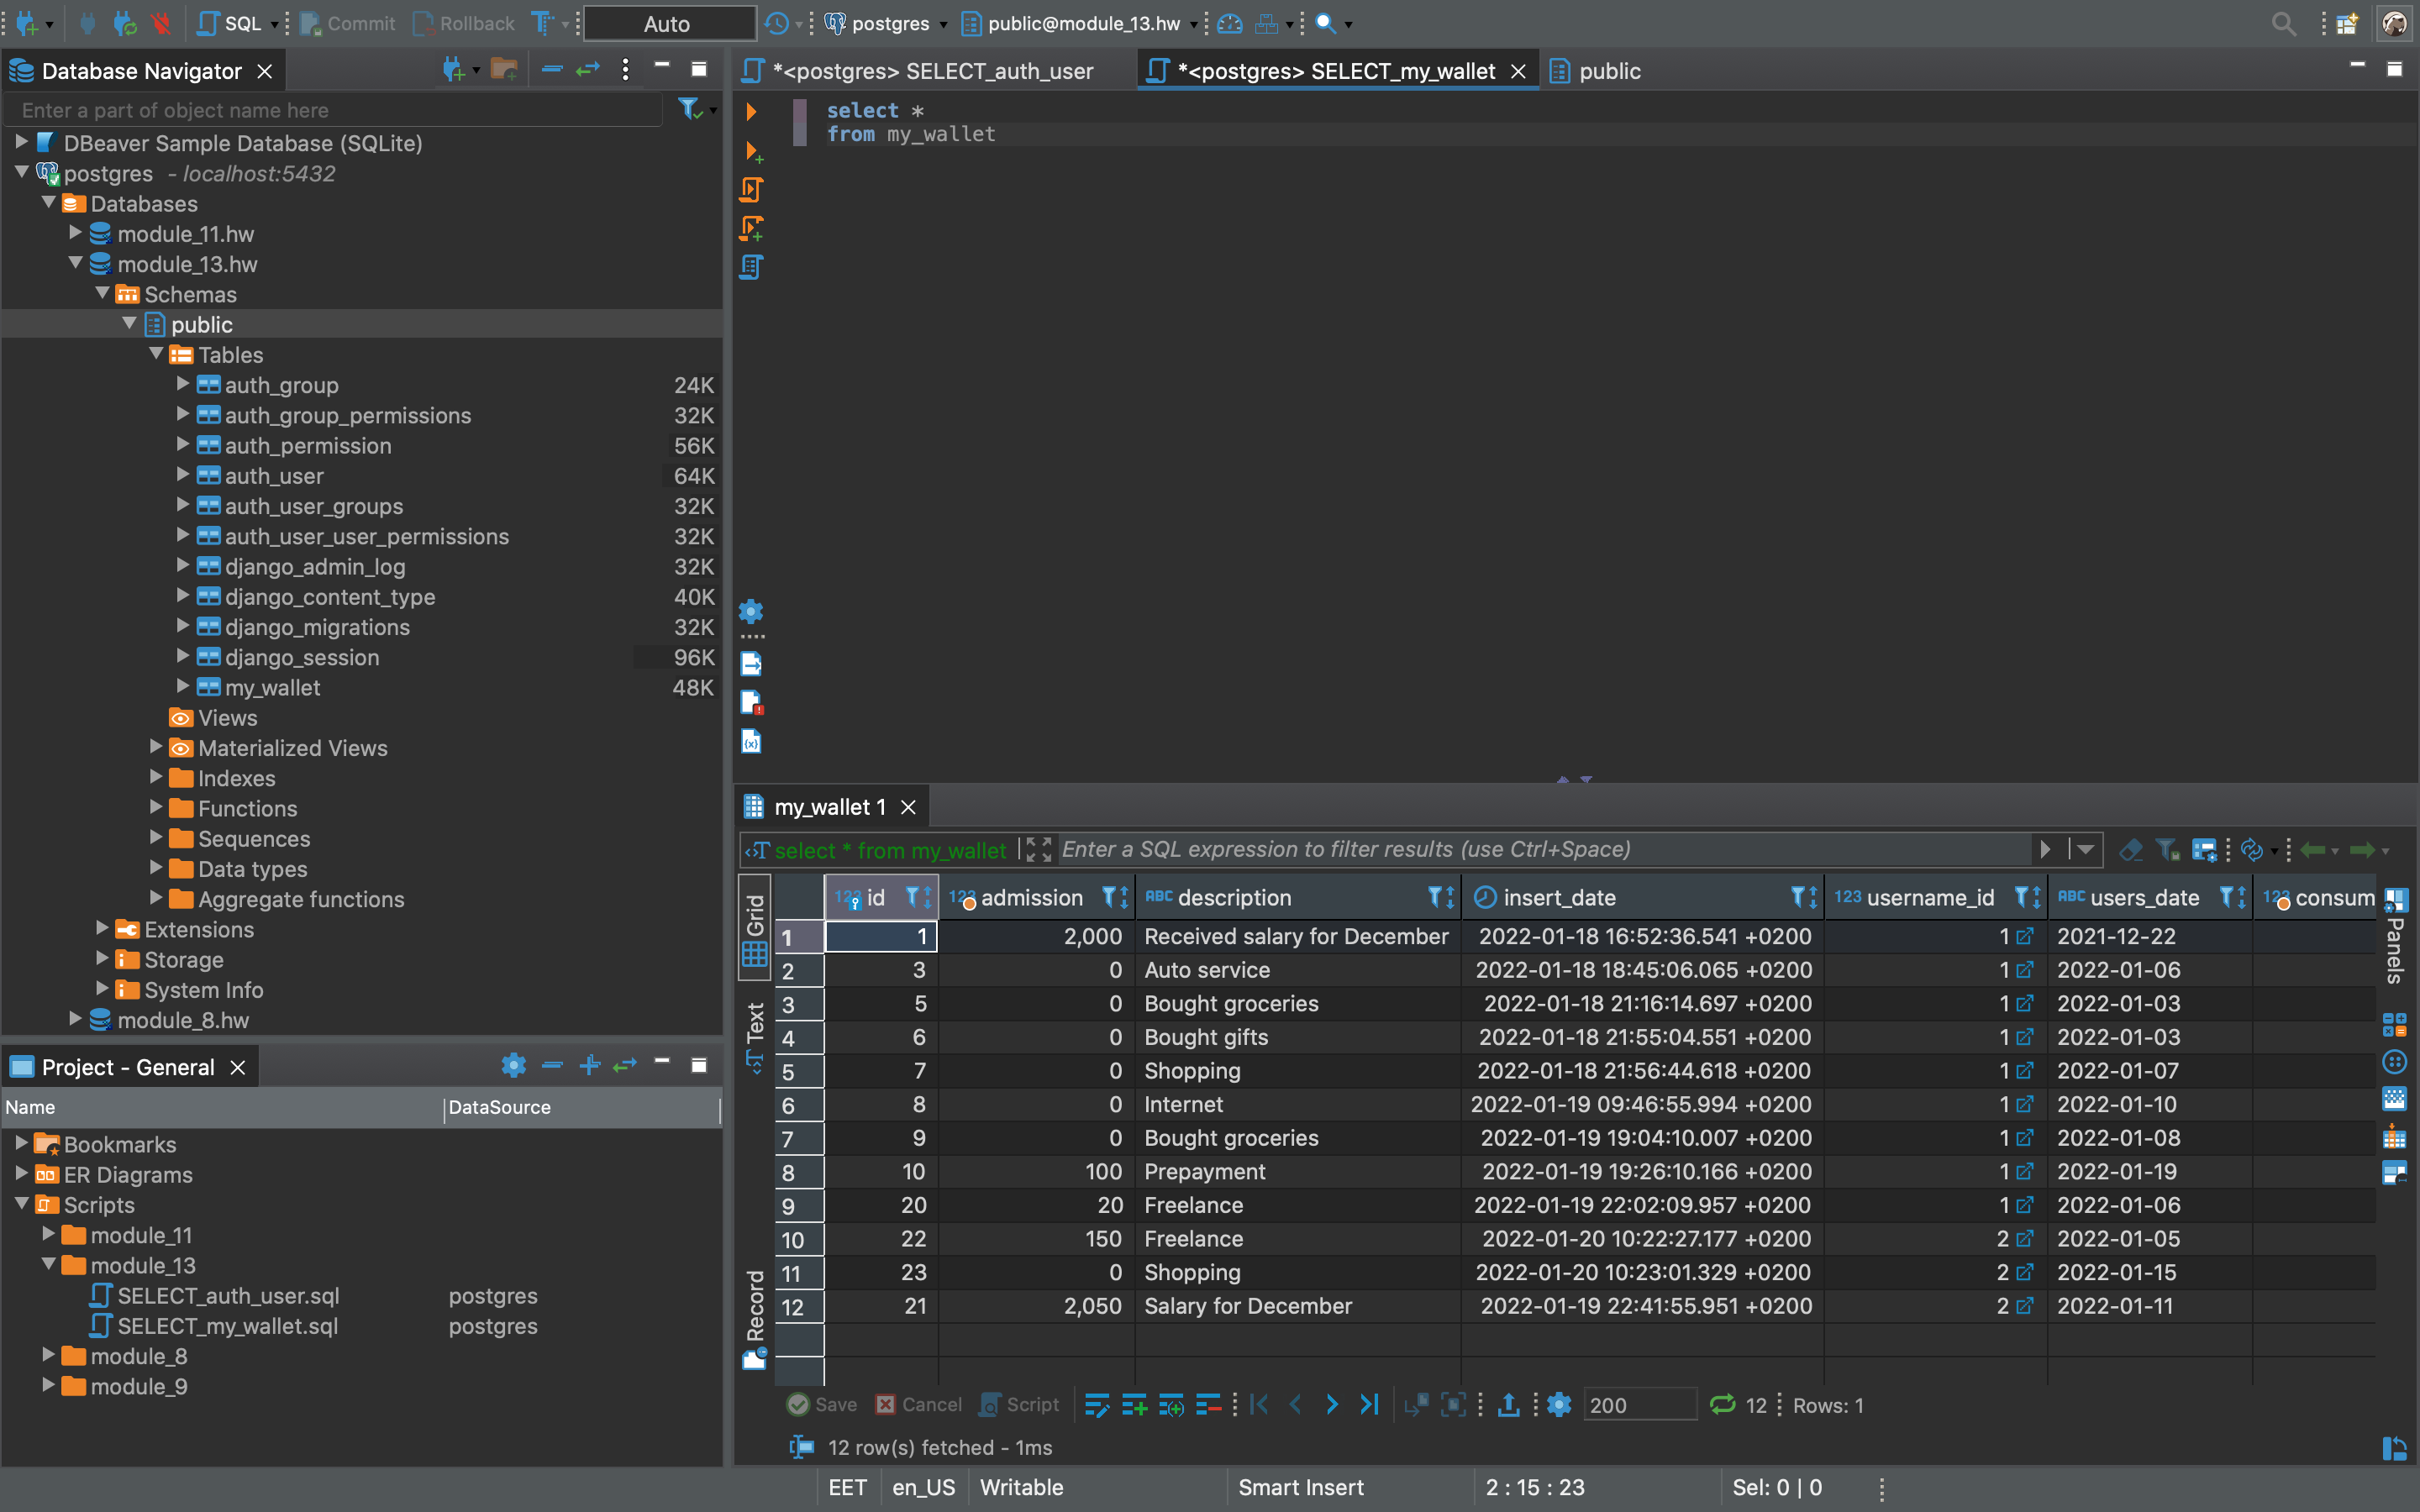 SQL Commit Rollback Auto postgres public@module_13.hw
Database Navigator
Enter a part of object name here
DBeaver Sample Database (SQLite)
postgres - localhost:5432
Databases
module_11.hw
module_13.hw
Schemas
public
Tables
auth_group 24K
auth_group_permissions 32K
auth_permission 56K
auth_user 64K
auth_user_groups 32K
auth_user_user_permissions 32K
django_admin_log 32K
django_content_type 40K
django_migrations 32K
django_session 96K
my_wallet 48K
Views
Materialized Views
Indexes
Functions
Sequences
Data types
Aggregate functions
Extensions
Storage
System Info
module_8.hw
Project - General
Name DataSource
Bookmarks
ER Diagrams
Scripts
module_11
module_13
SELECT_auth_user.sql postgres
SELECT_my_wallet.sql postgres
module_8
module_9
*<postgres> SELECT_auth_user *<postgres> SELECT_my_wallet public
select *
from my_wallet
my_wallet 1
select * from my_wallet Enter a SQL expression to filter results (use Ctrl+Space)
Grid
Text
Record
Panels
123 id 123 admission ABC description insert_date 123 username_id ABC users_date 123 consum
1 1 2,000 Received salary for December 2022-01-18 16:52:36.541 +0200 1 2021-12-22
2 3 0 Auto service 2022-01-18 18:45:06.065 +0200 1 2022-01-06
3 5 0 Bought groceries 2022-01-18 21:16:14.697 +0200 1 2022-01-03
4 6 0 Bought gifts 2022-01-18 21:55:04.551 +0200 1 2022-01-03
5 7 0 Shopping 2022-01-18 21:56:44.618 +0200 1 2022-01-07
6 8 0 Internet 2022-01-19 09:46:55.994 +0200 1 2022-01-10
7 9 0 Bought groceries 2022-01-19 19:04:10.007 +0200 1 2022-01-08
8 10 100 Prepayment 2022-01-19 19:26:10.166 +0200 1 2022-01-19
9 20 20 Freelance 2022-01-19 22:02:09.957 +0200 1 2022-01-06
10 22 150 Freelance 2022-01-20 10:22:27.177 +0200 2 2022-01-05
11 23 0 Shopping 2022-01-20 10:23:01.329 +0200 2 2022-01-15
12 21 2,050 Salary for December 2022-01-19 22:41:55.951 +0200 2 2022-01-11
Save Cancel Script 200 12 Rows: 1
12 row(s) fetched - 1ms
EET en_US Writable Smart Insert 2 : 15 : 23 Sel: 0 | 0